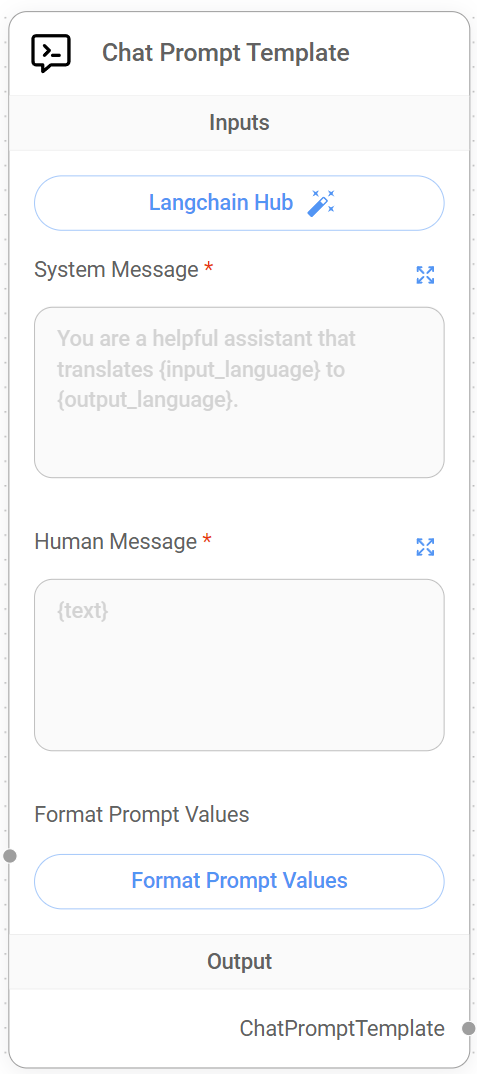 Chat Prompt Template
Inputs
Langchain Hub
System Message *
You are a helpful assistant that
translates {input_language} to
{output_language}.
Human Message *
{text}
Format Prompt Values
Format Prompt Values
Output
ChatPromptTemplate